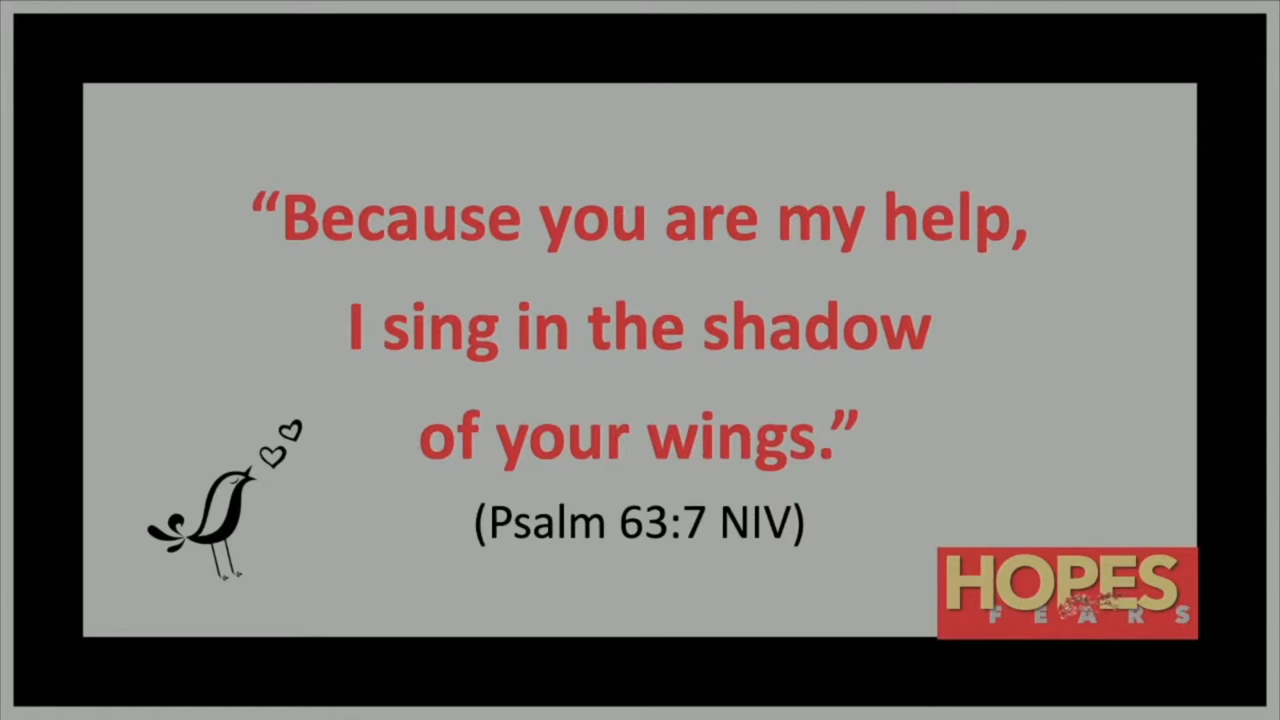 “Because you are my help,
I sing in the shadow
of your wings.”
(Psalm 63:7 NIV)
HOPES
FEARS